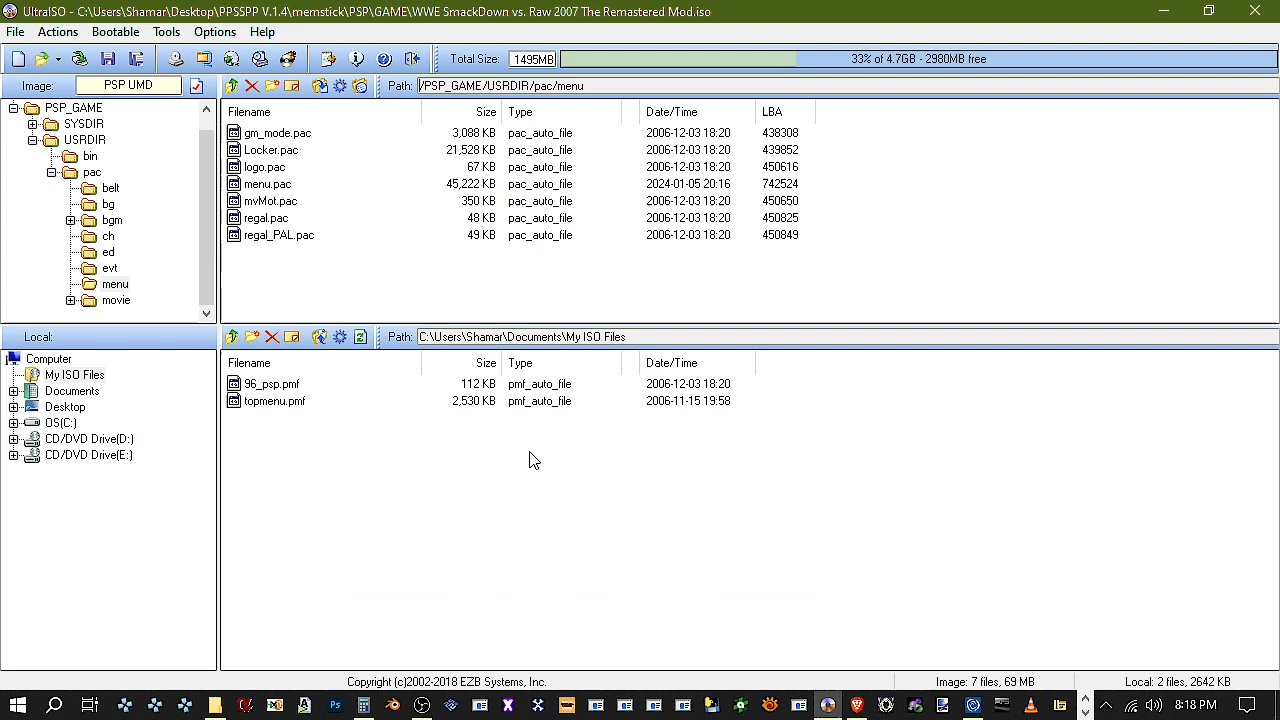 UltraISO - C:\Users\Shamar\Desktop\PPSSPP V.1.4\memstick\PSP\GAME\WWE SmackDown vs. Raw 2007 The Remastered Mod.iso
File Actions Bootable Tools Options Help
Total Size: 1495MB 33% of 4.7GB - 2980MB free
Image: PSP UMD Path: /PSP_GAME/USRDIR/pac/menu
PSP_GAME
SYSDIR
USRDIR
bin
pac
belt
bg
bgm
ch
ed
evt
menu
movie
Filename Size Type Date/Time LBA
gm_mode.pac 3,088 KB pac_auto_file 2006-12-03 18:20 438308
Locker.pac 21,528 KB pac_auto_file 2006-12-03 18:20 439852
logo.pac 67 KB pac_auto_file 2006-12-03 18:20 450616
menu.pac 45,222 KB pac_auto_file 2024-01-05 20:16 742524
mvMot.pac 350 KB pac_auto_file 2006-12-03 18:20 450650
regal.pac 48 KB pac_auto_file 2006-12-03 18:20 450825
regal_PAL.pac 49 KB pac_auto_file 2006-12-03 18:20 450849
Local: Path: C:\Users\Shamar\Documents\My ISO Files
Computer
My ISO Files
Documents
Desktop
OS(C:)
CD/DVD Drive(D:)
CD/DVD Drive(E:)
Filename Size Type Date/Time
96_psp.pmf 112 KB pmf_auto_file 2006-12-03 18:20
topmenu.pmf 2,530 KB pmf_auto_file 2006-11-15 19:58
Copyright (c)2002-2018 EZB Systems, Inc. Image: 7 files, 69 MB Local: 2 files, 2642 KB
8:18 PM